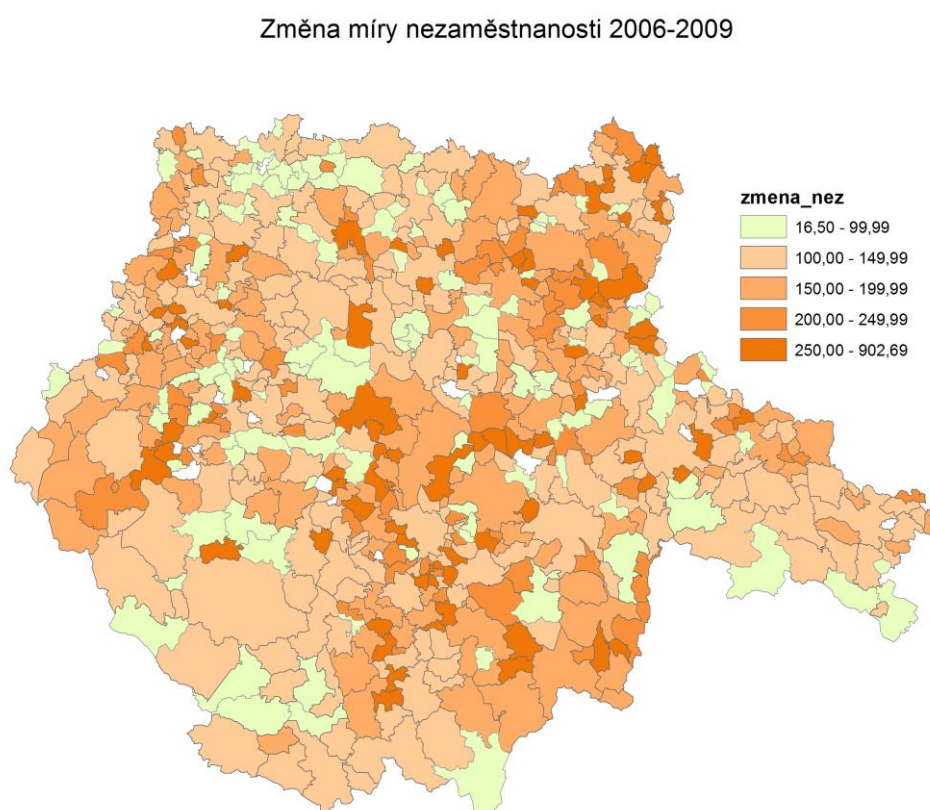 Změna míry nezaměstnanosti 2006-2009
zmena_nez
16,50 - 99,99
100,00 - 149,99
150,00 - 199,99
200,00 - 249,99
250,00 - 902,69